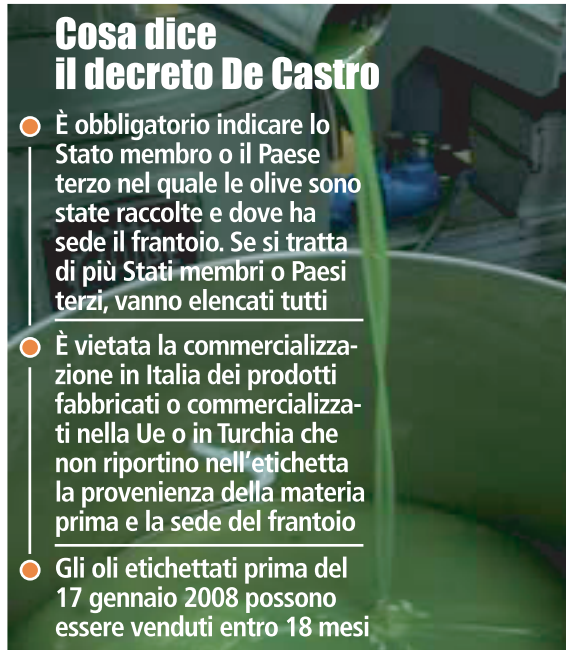 Cosa dice
il decreto De Castro
È obbligatorio indicare lo
Stato membro o il Paese
terzo nel quale le olive sono
state raccolte e dove ha
sede il frantoio. Se si tratta
di più Stati membri o Paesi
terzi, vanno elencati tutti
È vietata la commercializza-
zione in Italia dei prodotti
fabbricati o commercializza-
ti nella Ue o in Turchia che
non riportino nell'etichetta
la provenienza della materia
prima e la sede del frantoio
Gli oli etichettati prima del
17 gennaio 2008 possono
essere venduti entro 18 mesi